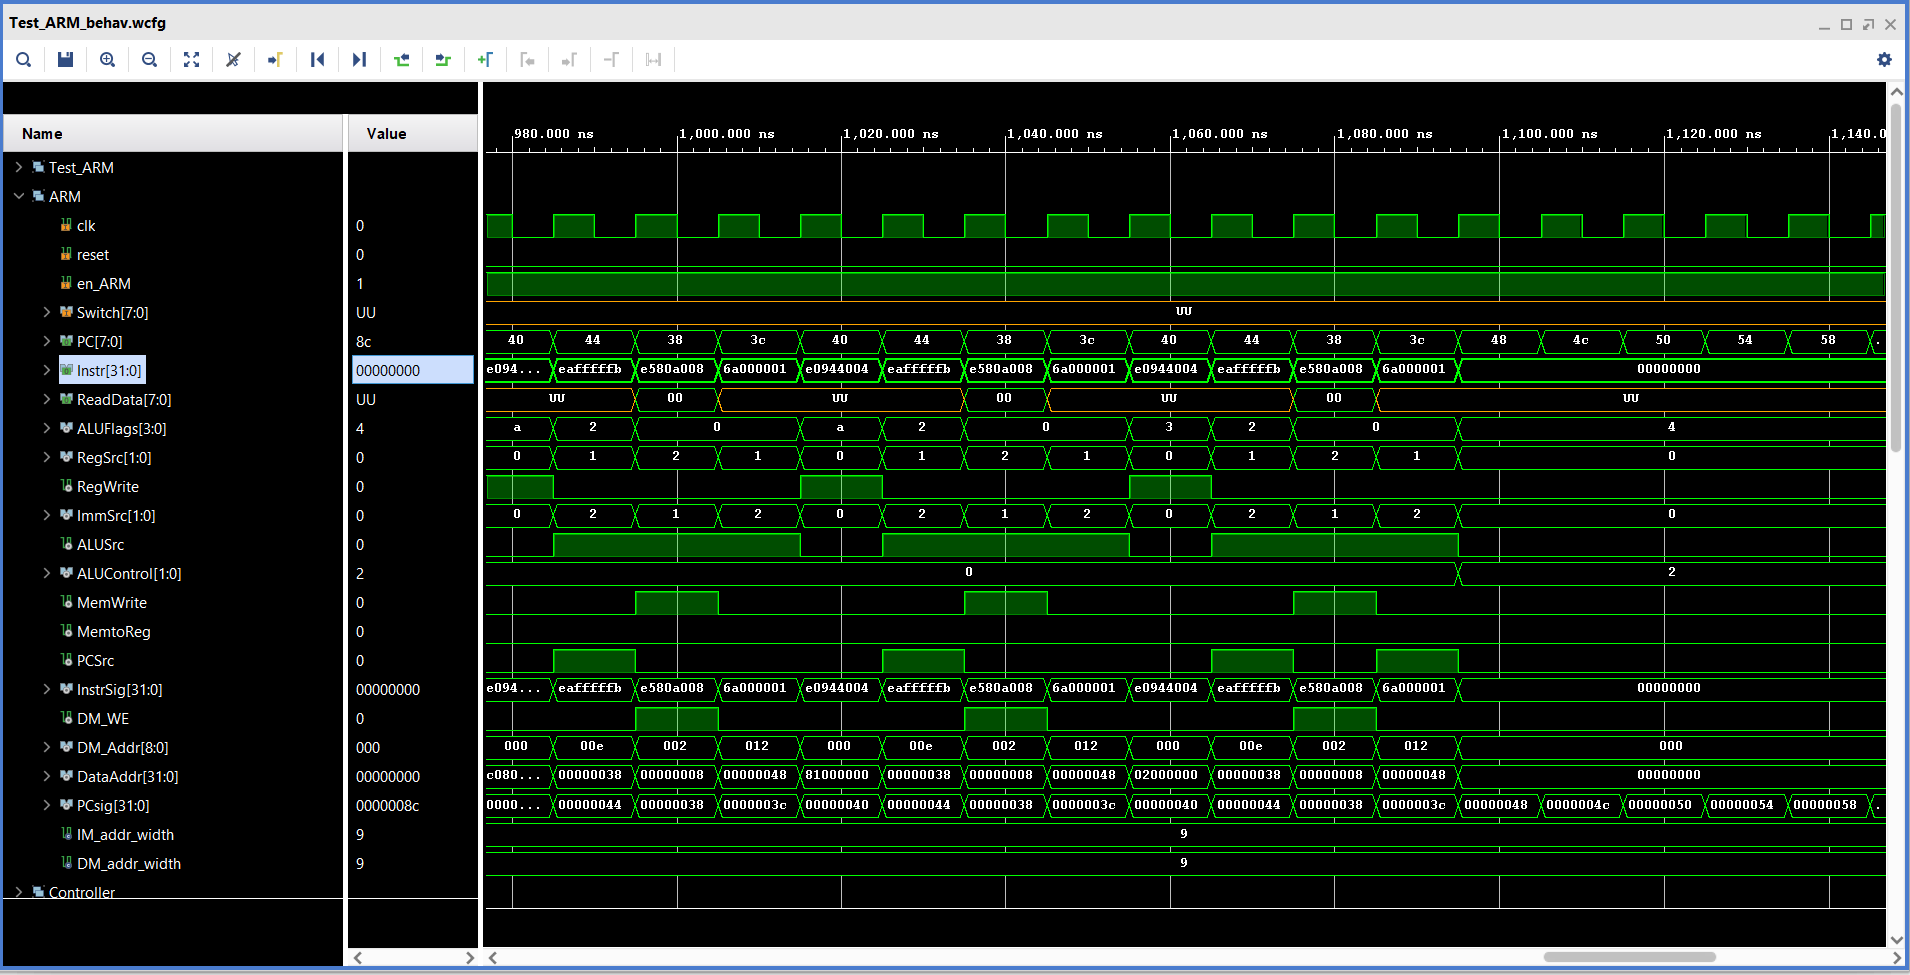 Test_ARM_behav.wcfg
Name Value 980.000 ns 1,000.000 ns 1,020.000 ns 1,040.000 ns 1,060.000 ns 1,080.000 ns 1,100.000 ns 1,120.000 ns 1,140.0
Test_ARM
ARM
clk 0
reset 0
en_ARM 1
Switch[7:0] UU UU
PC[7:0] 8c 40 44 38 3c 40 44 38 3c 40 44 38 3c 48 4c 50 54 58 .
Instr[31:0] 00000000 e094... eafffffb e580a008 6a000001 e0944004 eafffffb e580a008 6a000001 e0944004 eafffffb e580a008 6a000001 00000000
ReadData[7:0] UU UU 00 UU 00 UU 00 UU
ALUFlags[3:0] 4 a 2 0 a 2 0 3 2 0 4
RegSrc[1:0] 0 0 1 2 1 0 1 2 1 0 1 2 1 0
RegWrite 0
ImmSrc[1:0] 0 0 2 1 2 0 2 1 2 0 2 1 2 0
ALUSrc 0
ALUControl[1:0] 2 0 2
MemWrite 0
MemtoReg 0
PCSrc 0
InstrSig[31:0] 00000000 e094... eafffffb e580a008 6a000001 e0944004 eafffffb e580a008 6a000001 e0944004 eafffffb e580a008 6a000001 00000000
DM_WE 0
DM_Addr[8:0] 000 000 00e 002 012 000 00e 002 012 000 00e 002 012 000
DataAddr[31:0] 00000000 c080... 00000038 00000008 00000048 81000000 00000038 00000008 00000048 02000000 00000038 00000008 00000048 00000000
PCsig[31:0] 0000008c 0000... 00000044 00000038 0000003c 00000040 00000044 00000038 0000003c 00000040 00000044 00000038 0000003c 00000048 0000004c 00000050 00000054 00000058 .
IM_addr_width 9 9
DM_addr_width 9 9
Controller